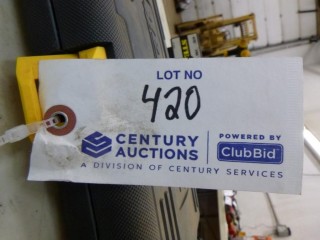 LOT NO
420
CENTURY AUCTIONS
POWERED BY
ClubBid
A DIVISION OF CENTURY SERVICES